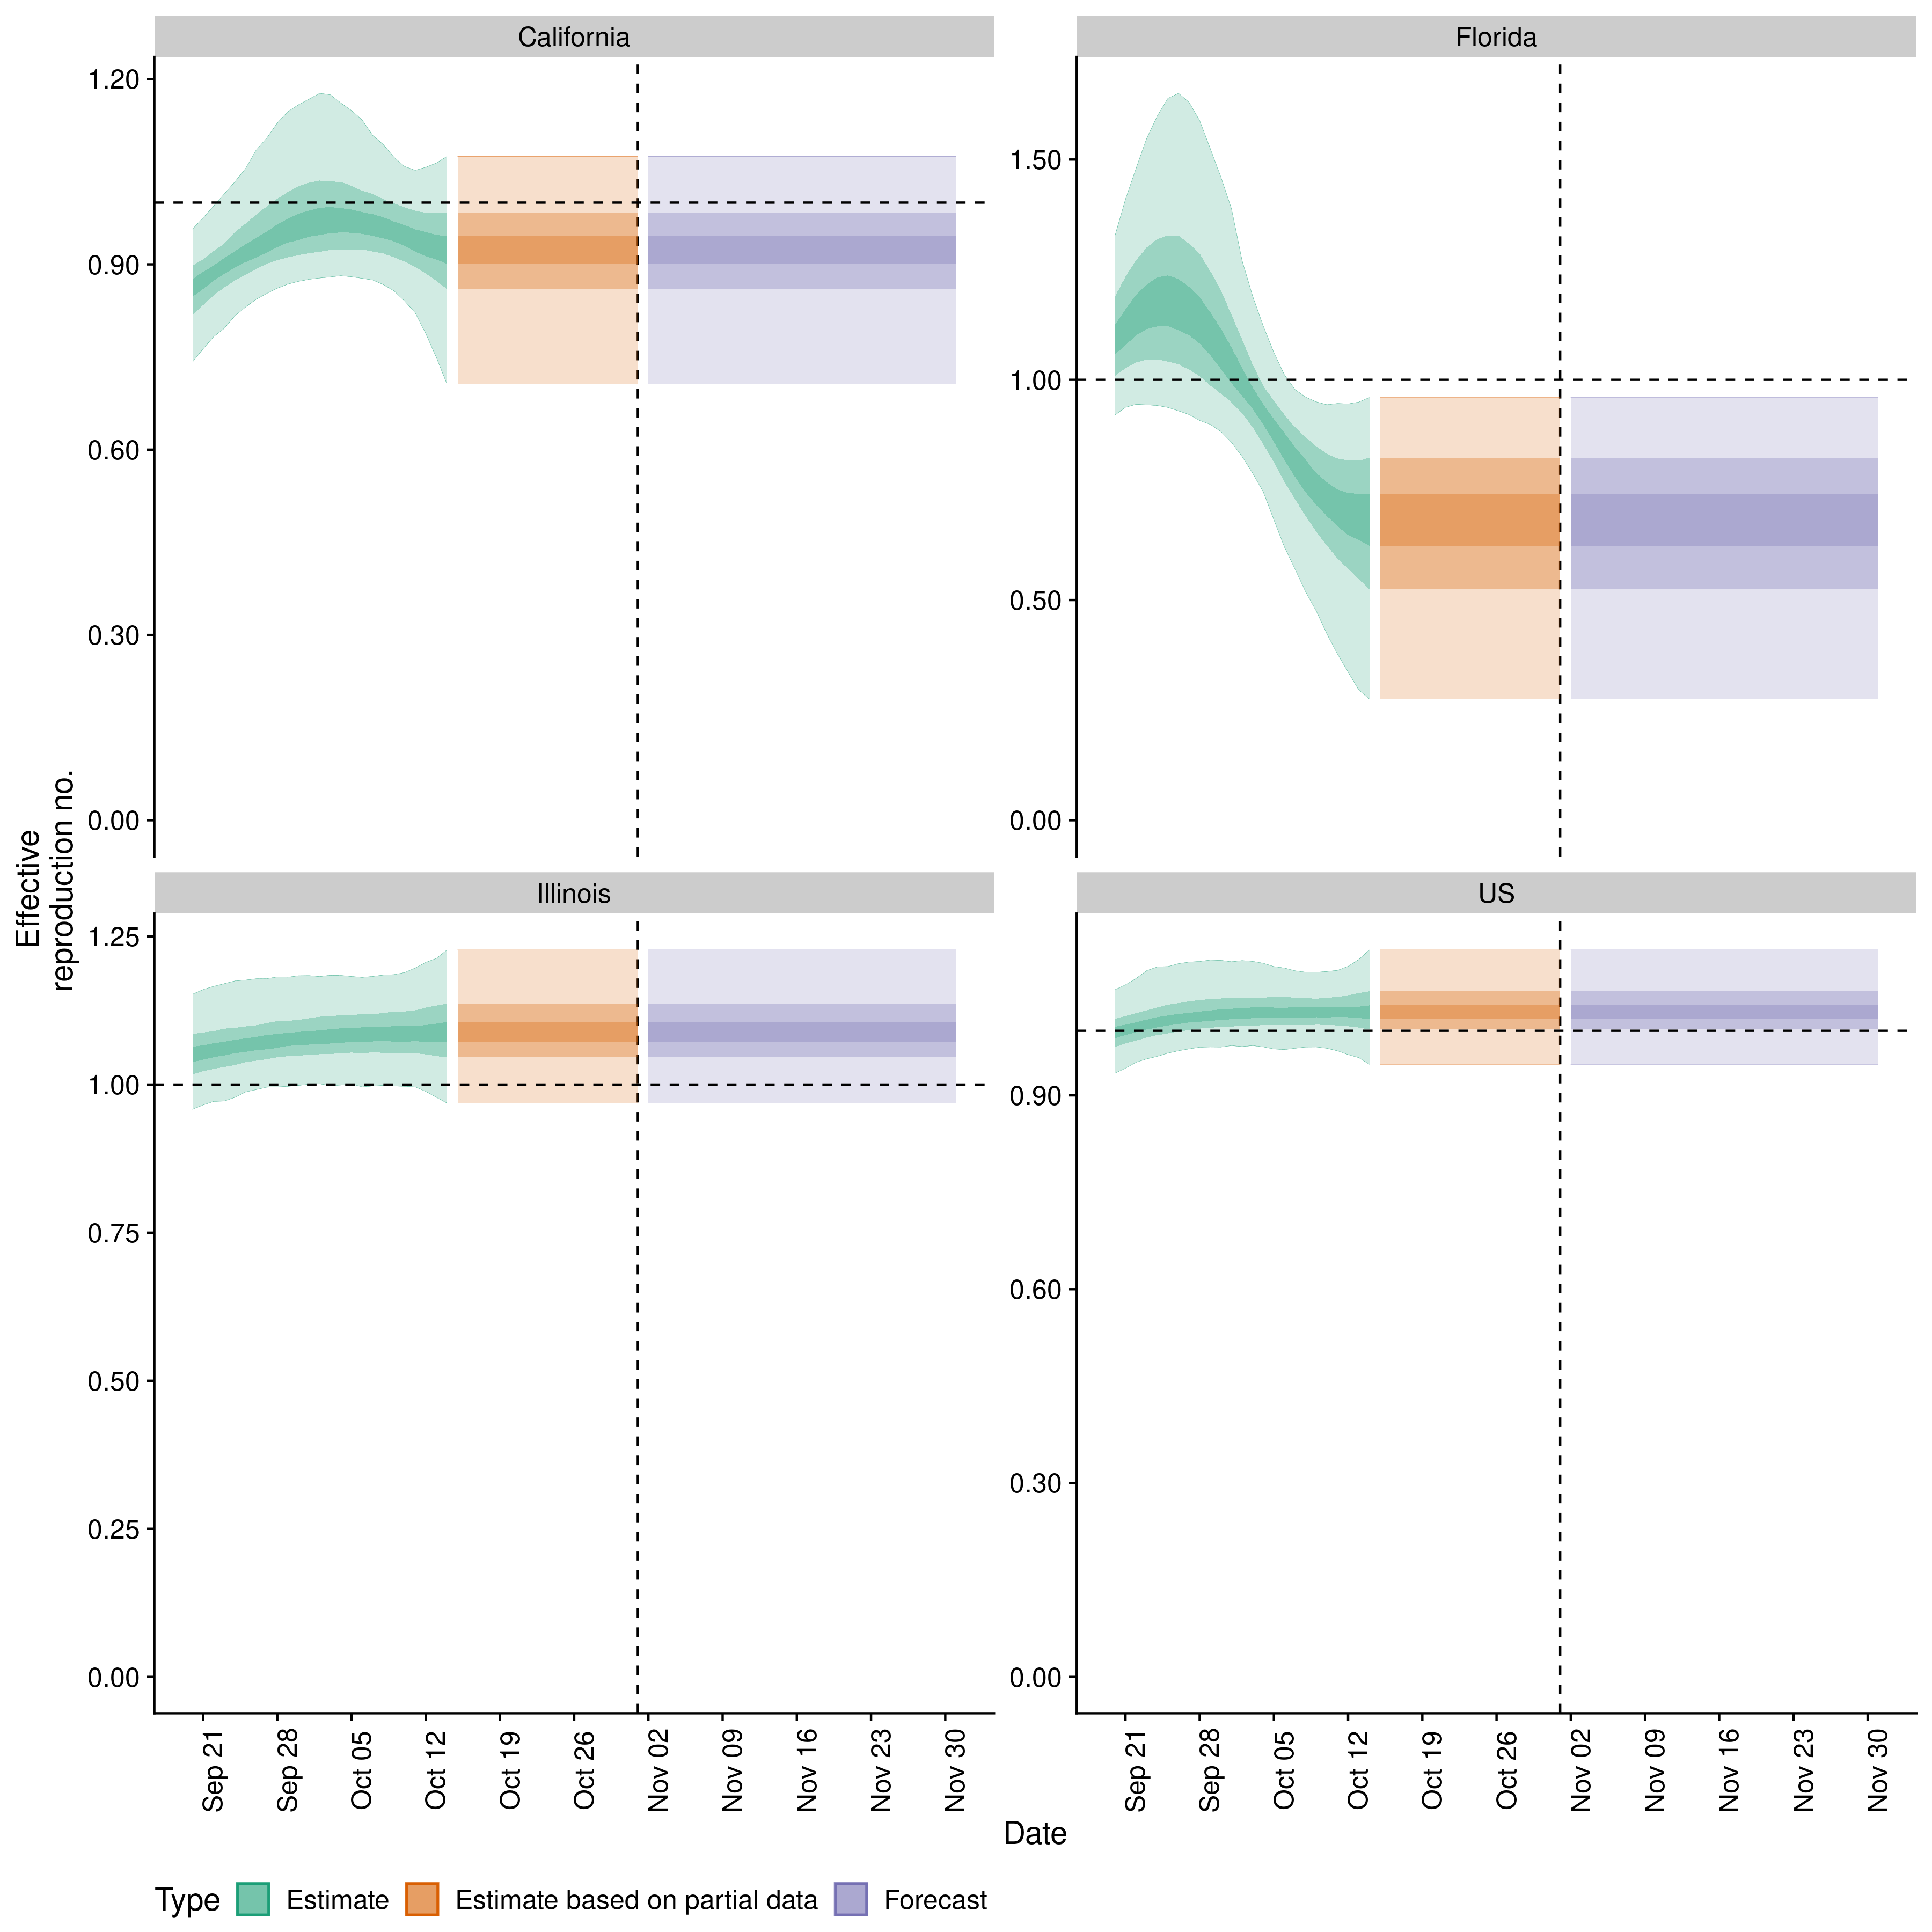 California
Florida
1.20
0.90
0.60
0.30
0.00
1.50
1.00
0.50
0.00
Effective
reproduction no.
Illinois
US
1.25
1.00
0.75
0.50
0.25
0.00
0.90
0.60
0.30
0.00
Sep 21
Sep 28
Oct 05
Oct 12
Oct 19
Oct 26
Nov 02
Nov 09
Nov 16
Nov 23
Nov 30
Sep 21
Sep 28
Oct 05
Oct 12
Oct 19
Oct 26
Nov 02
Nov 09
Nov 16
Nov 23
Nov 30
Date
Type Estimate Estimate based on partial data Forecast